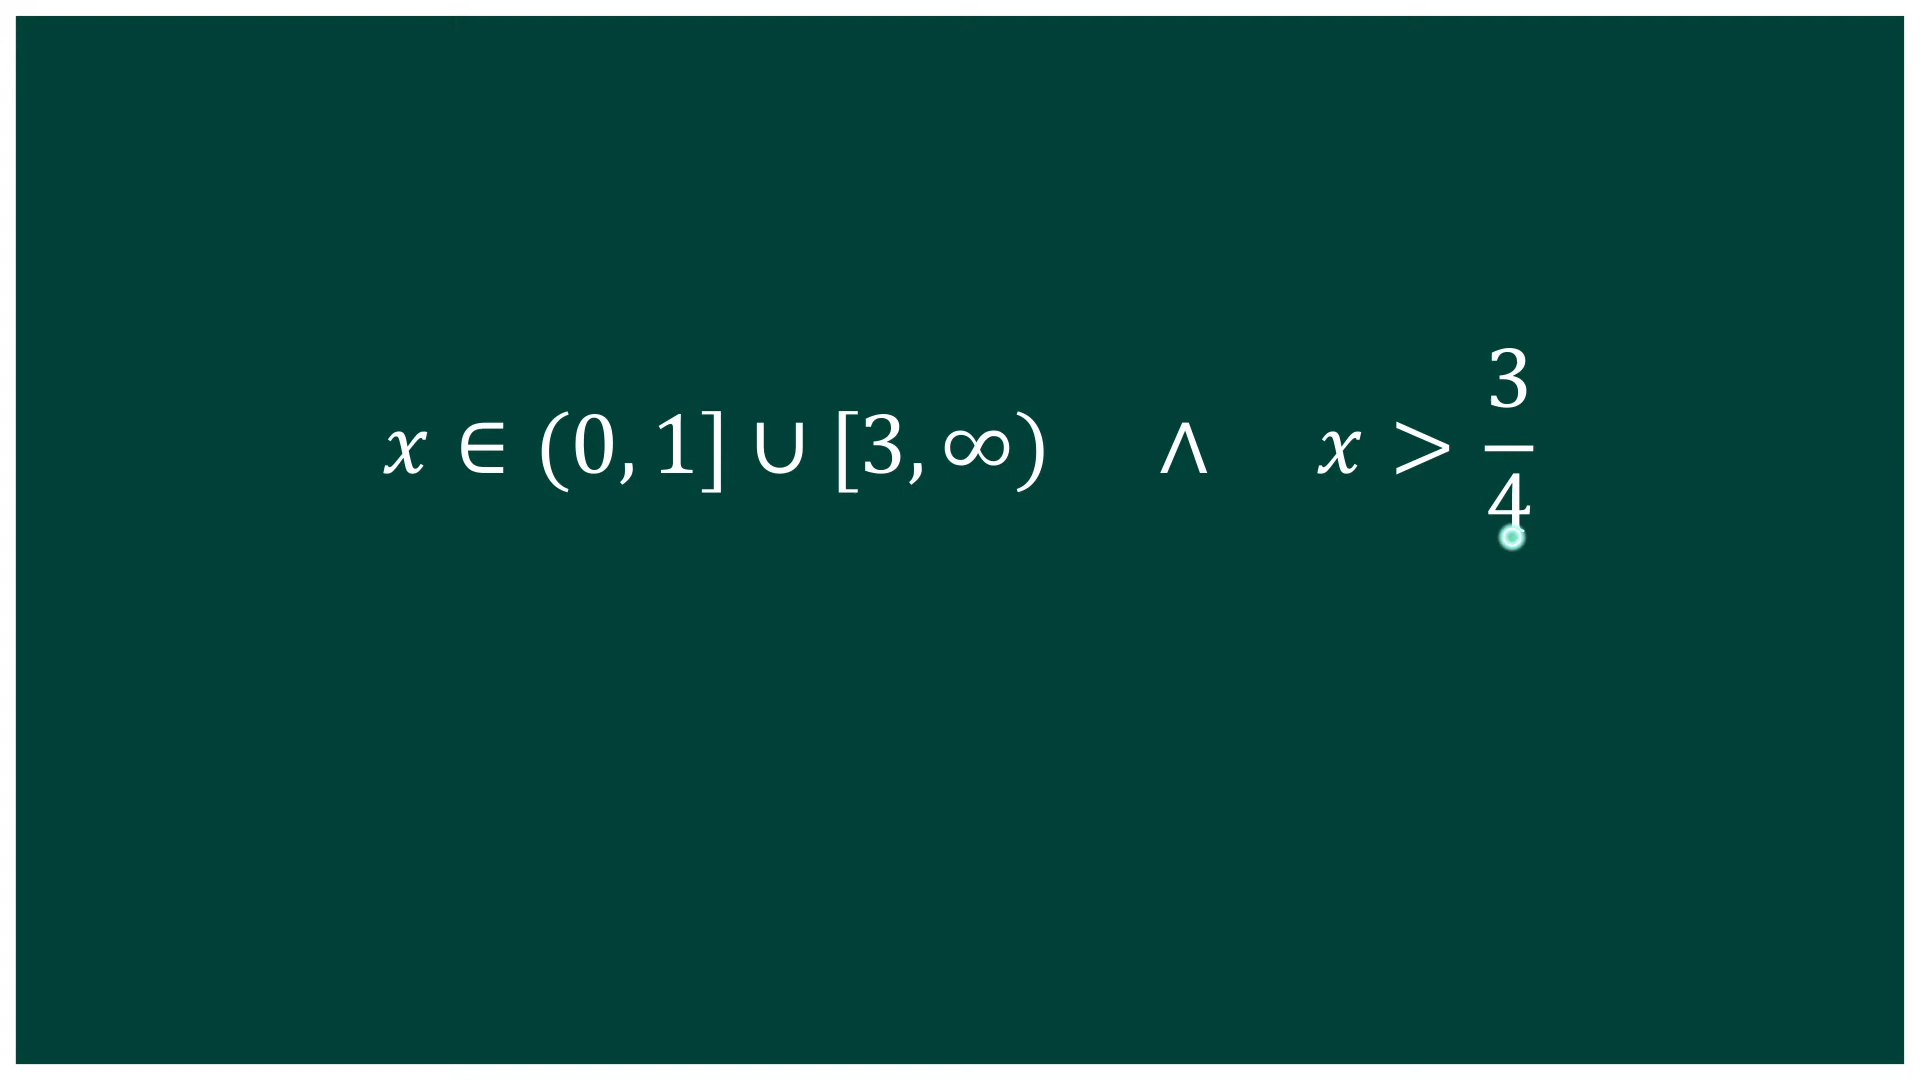 x ∈ (0, 1] ∪ [3, ∞) ∧ x > 3/4